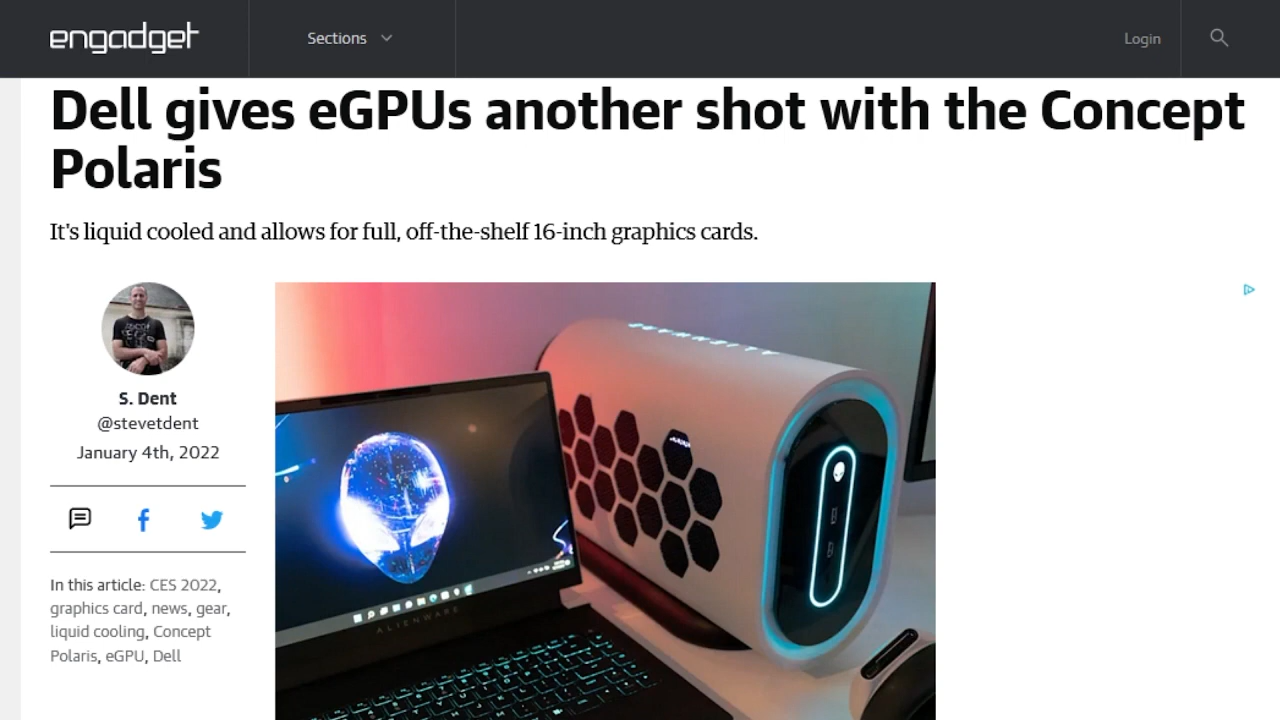 engadget
Sections
Login
Dell gives eGPUs another shot with the Concept
Polaris
It's liquid cooled and allows for full, off-the-shelf 16-inch graphics cards.
S. Dent
@stevetdent
January 4th, 2022
In this article: CES 2022,
graphics card, news, gear,
liquid cooling, Concept
Polaris, eGPU, Dell
ALIENWARE
ALIENWARE